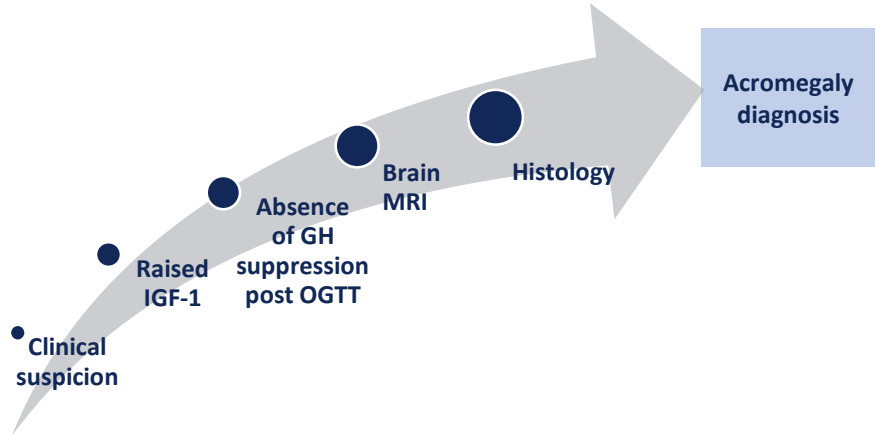 Clinical
suspicion
Raised
IGF-1
Absence
of GH
suppression
post OGTT
Brain
MRI
Histology
Acromegaly
diagnosis